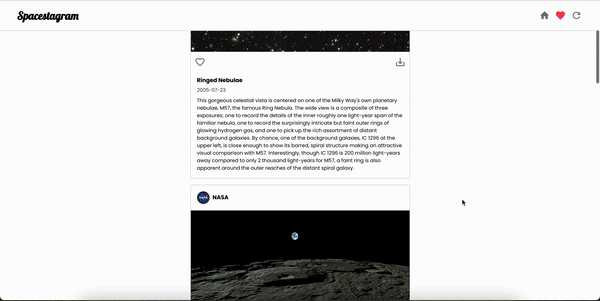 Spacestagram
Ringed Nebulae
2005-07-23
This gorgeous celestial vista is centered on one of the Milky Way's own planetary
nebulae, M57, the famous Ring Nebula. The wide view is a composite of three
exposures; one to record the details of the inner roughly one light-year span of the
familiar nebula, one to record the surprisingly intricate but faint outer rings of
glowing hydrogen gas, and one to pick up the rich assortment of distant
background galaxies. By chance, one of the background galaxies, IC 1296 at the
upper left, is close enough to show its barred, spiral structure making an attractive
visual comparison with M57. Interestingly, though IC 1296 is 200 million light-years
away compared to only 2 thousand light-years for M57, a faint ring is also
apparent around the outer reaches of the distant spiral galaxy.
NASA